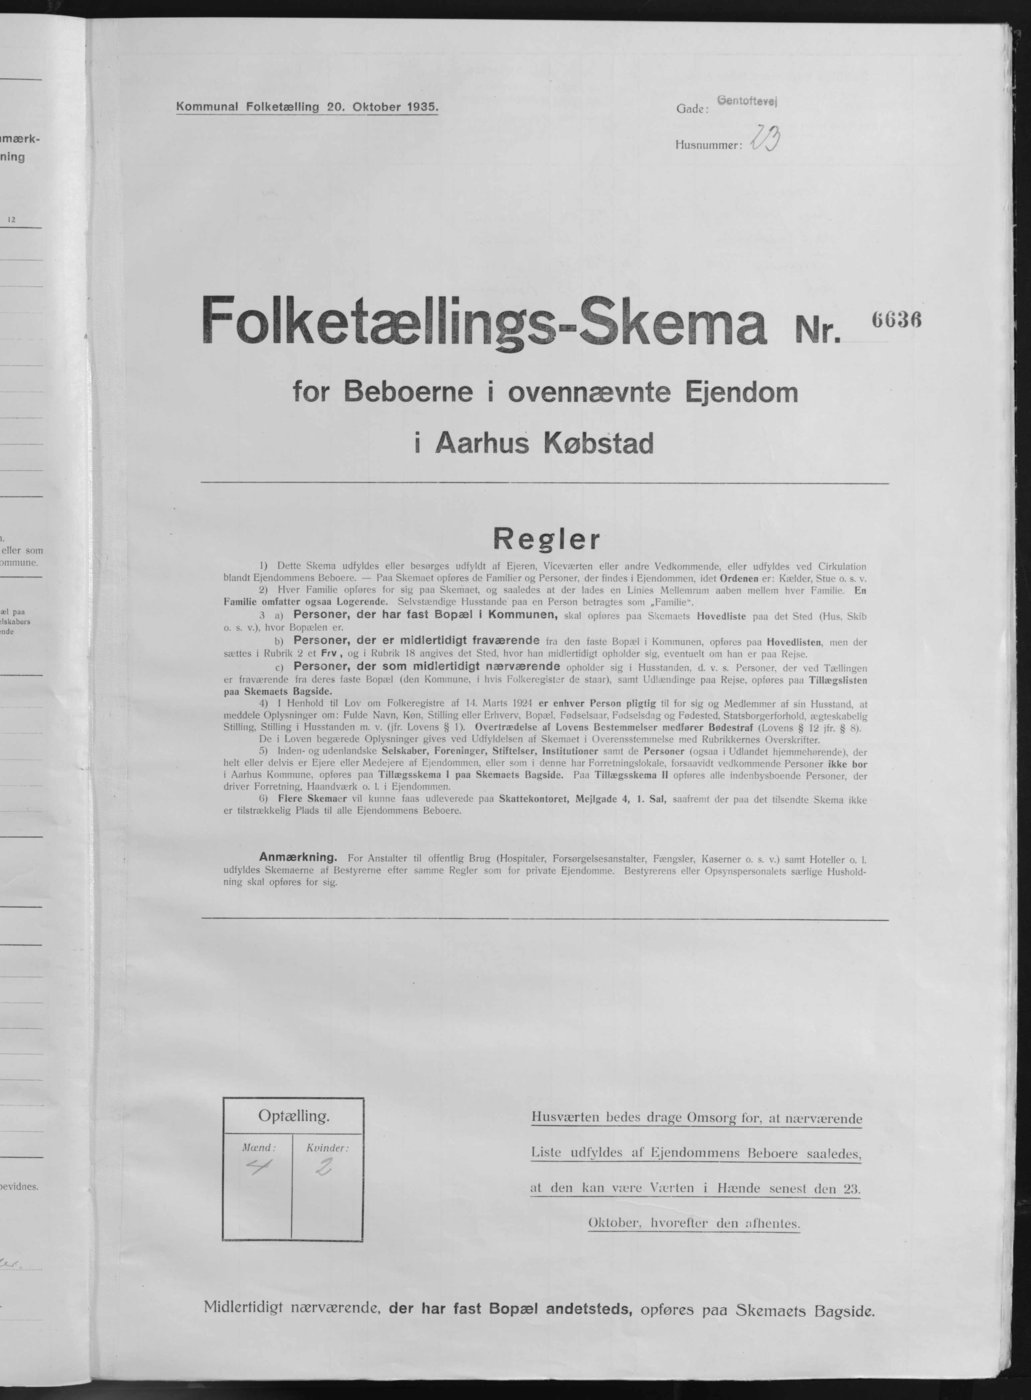 mærk-
ning
12
eller som
ommune.
æl paa
elskabers
ende
bevidnes.
Kommunal Folketælling 20. Oktober 1935.
Gade: Gentoftevej
Husnummer: 23
Folketællings-Skema Nr. 6636
for Beboerne i ovennævnte Ejendom
i Aarhus Købstad
Regler
1) Dette Skema udfyldes eller besørges udfyldt af Ejeren, Viceværten eller andre Vedkommende, eller udfyldes ved Cirkulation
blandt Ejendommens Beboere. — Paa Skemaet opføres de Familier og Personer, der findes i Ejendommen, idet Ordenen er: Kælder, Stue o. s. v.
2) Hver Familie opføres for sig paa Skemaet, og saaledes at der lades en Linies Mellemrum aaben mellem hver Familie. En
Familie omfatter ogsaa Logerende. Selvstændige Husstande paa en Person betragtes som „Familie".
3 a) Personer, der har fast Bopæl i Kommunen, skal opføres paa Skemaets Hovedliste paa det Sted (Hus, Skib
o. s. v.), hvor Bopælen er.
b) Personer, der er midlertidigt fraværende fra den faste Bopæl i Kommunen, opføres paa Hovedlisten, men der
sættes i Rubrik 2 et Frv, og i Rubrik 18 angives det Sted, hvor han midlertidigt opholder sig, eventuelt om han er paa Rejse.
c) Personer, der som midlertidigt nærværende opholder sig i Husstanden, d. v. s. Personer, der ved Tællingen
er fraværende fra deres faste Bopæl (den Kommune, i hvis Folkeregister de staar), samt Udlændinge paa Rejse, opføres paa Tillægslisten
paa Skemaets Bagside.
4) I Henhold til Lov om Folkeregistre af 14. Marts 1924 er enhver Person pligtig til for sig og Medlemmer af sin Husstand, at
meddele Oplysninger om: Fulde Navn, Køn, Stilling eller Erhverv, Bopæl, Fødselsaar, Fødselsdag og Fødested, Statsborgerforhold, ægteskabelig
Stilling, Stilling i Husstanden m. v. (jfr. Lovens § 1). Overtrædelse af Lovens Bestemmelser medfører Bødestraf (Lovens § 12 jfr. § 8).
De i Loven begærede Oplysninger gives ved Udfyldelsen af Skemaet i Overensstemmelse med Rubrikkernes Overskrifter.
5) Inden- og udenlandske Selskaber, Foreninger, Stiftelser, Institutioner samt de Personer (ogsaa i Udlandet hjemmehørende), der
helt eller delvis er Ejere eller Medejere af Ejendommen, eller som i denne har Forretningslokale, forsaavidt vedkommende Personer ikke bor
i Aarhus Kommune, opføres paa Tillægsskema I paa Skemaets Bagside. Paa Tillægsskema II opføres alle indenbysboende Personer, der
driver Forretning, Haandværk o. l. i Ejendommen.
6) Flere Skemaer vil kunne faas udleverede paa Skattekontoret, Mejlgade 4, 1. Sal, saafremt der paa det tilsendte Skema ikke
er tilstrækkelig Plads til alle Ejendommens Beboere.
Anmærkning. For Anstalter til offentlig Brug (Hospitaler, Forsørgelsesanstalter, Fængsler, Kaserner o. s. v.) samt Hoteller o. l.
udfyldes Skemaerne af Bestyrerne efter samme Regler som for private Ejendomme. Bestyrerens eller Opsynspersonalets særlige Hushold-
ning skal opføres for sig.
Optælling.
Mænd: Kvinder:
4 2
Husværten bedes drage Omsorg for, at nærværende
Liste udfyldes af Ejendommens Beboere saaledes,
at den kan være Værten i Hænde senest den 23.
Oktober, hvorefter den afhentes.
Midlertidigt nærværende, der har fast Bopæl andetsteds, opføres paa Skemaets Bagside.